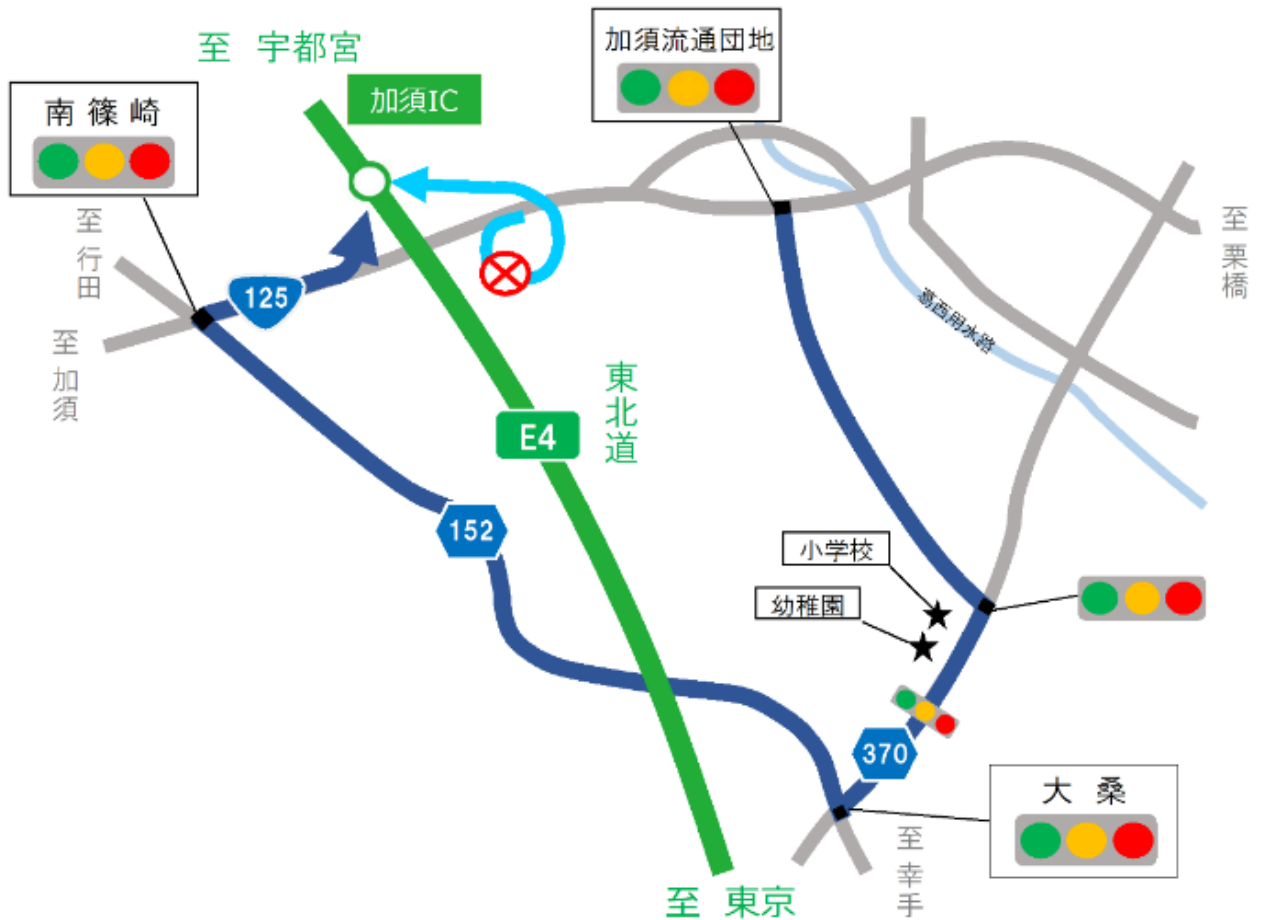 至 宇都宮
加須IC
加須流通団地
南篠崎
至行田
至加須
125
至栗橋
葛西用水路
東北道
E4
152
小学校
幼稚園
370
大桑
至幸手
至 東京